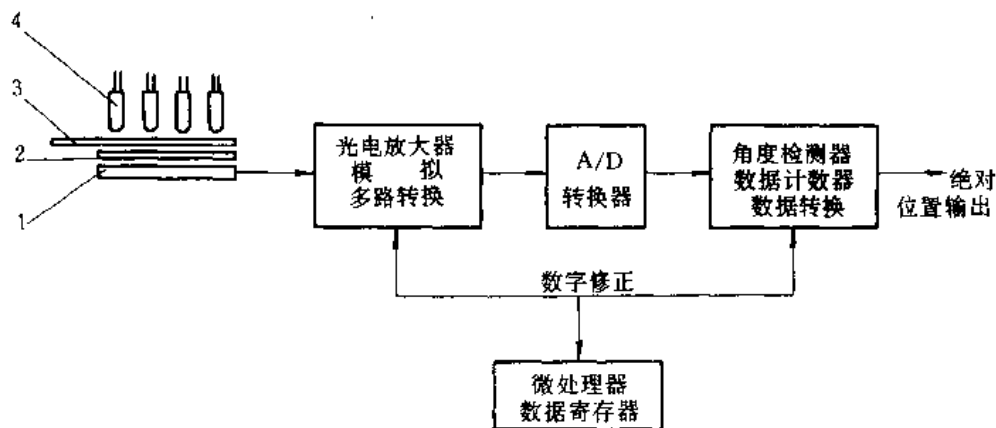 4
3
2
1
光电放大器
模 拟
多路转换
A/D
转换器
角度检测器
数据计数器
数据转换
绝对
位置输出
数字修正
微处理器
数据寄存器